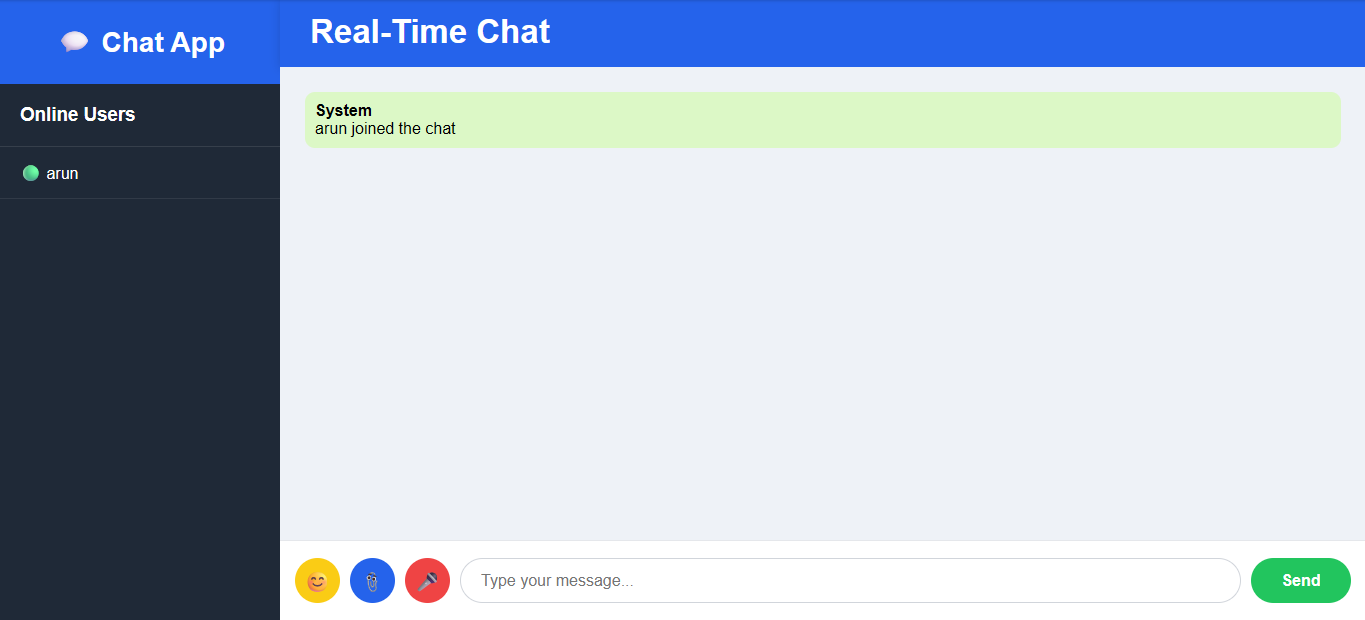 Chat App
Real-Time Chat
Online Users
arun
System
arun joined the chat
Type your message...
Send